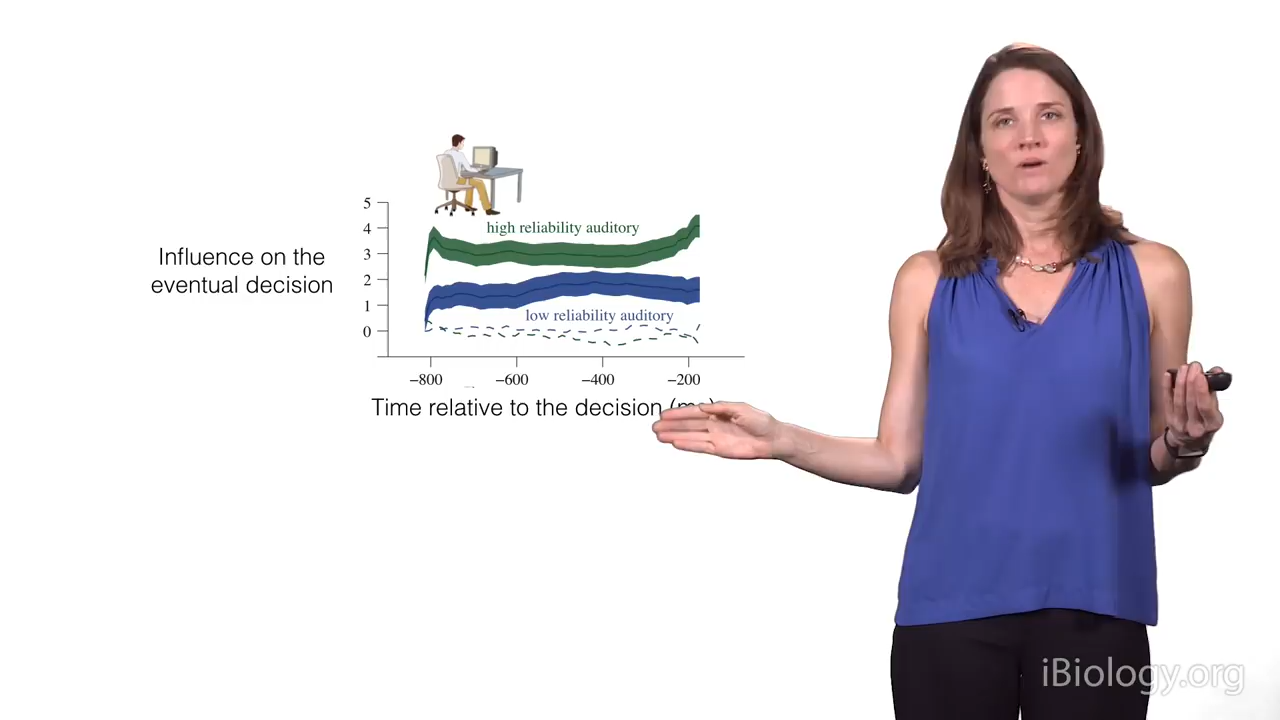 5
high reliability auditory
4
Influence on the
3
eventual decision
2
1
low reliability auditory
0
−800 −600 −400 −200
Time relative to the decision
iBiology.org